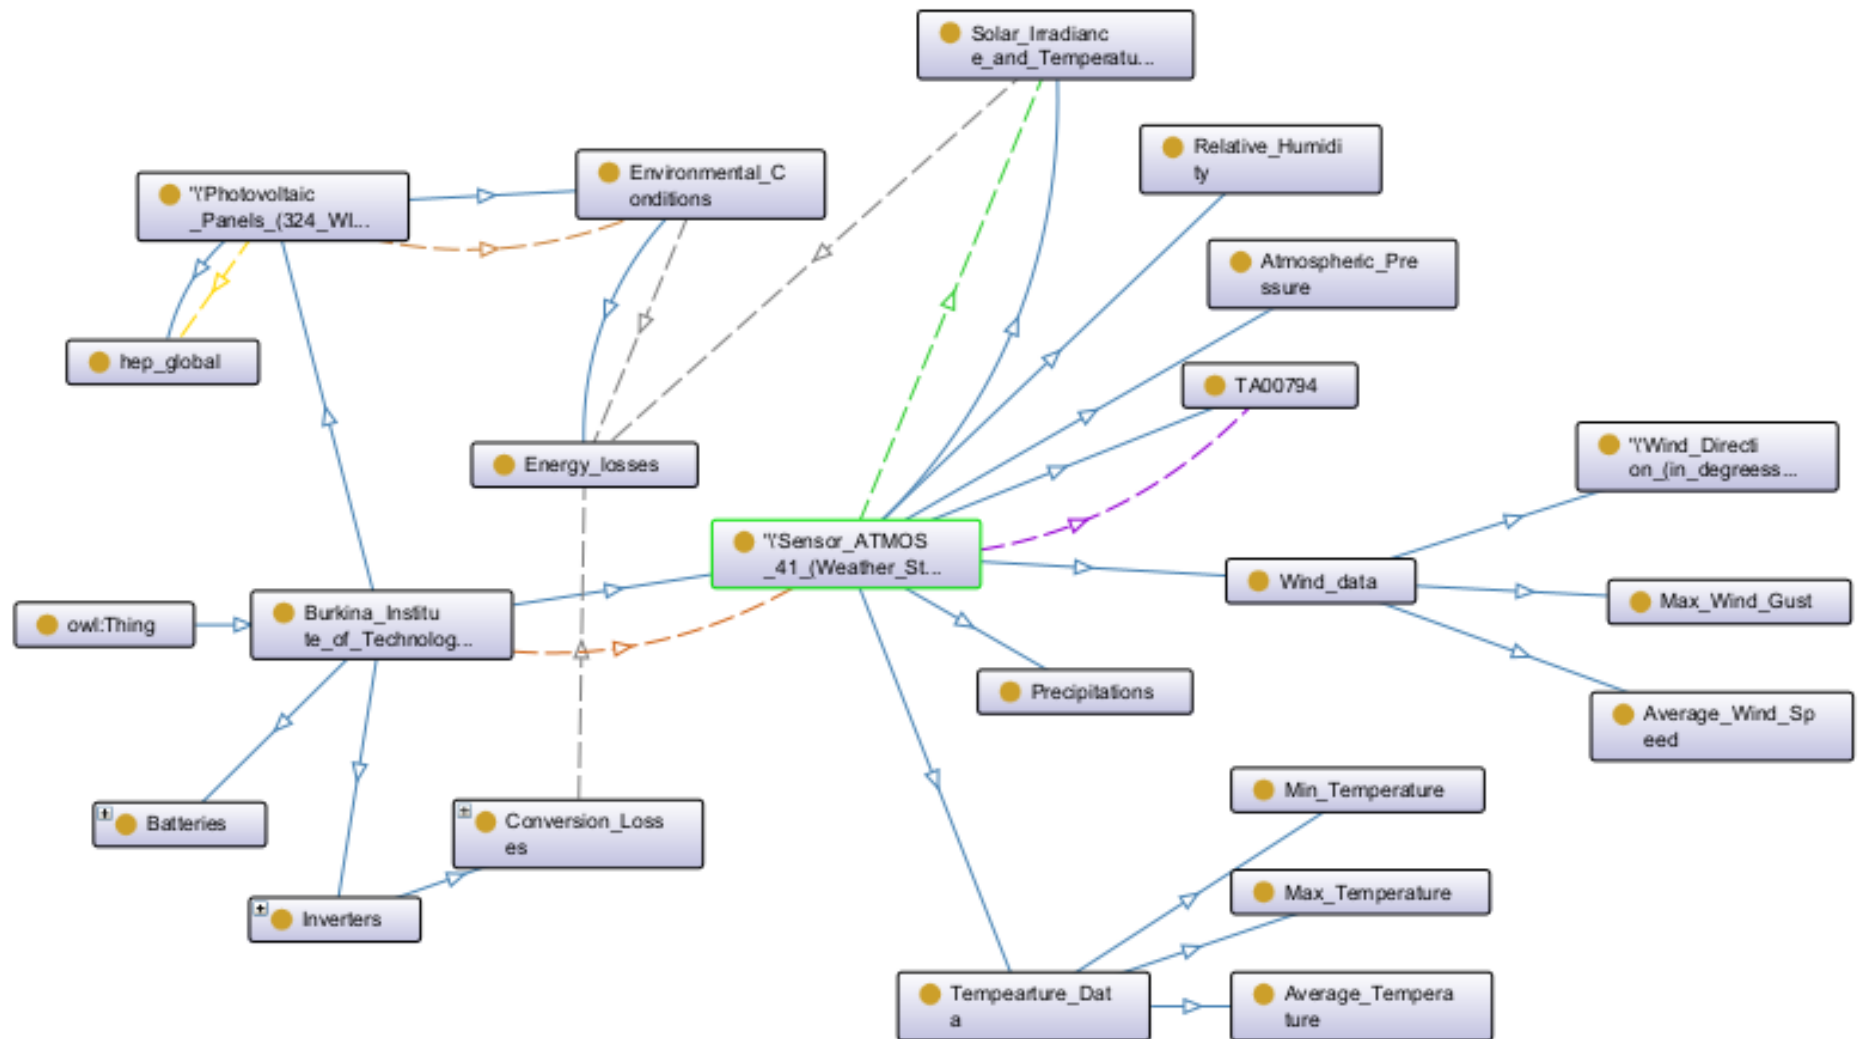 Solar_Irradianc
e_and_Temperatu...
Relative_Humidi
ty
Environmental_C
onditions
"\'Photovoltaic
_Panels_(324_WI...
Atmospheric_Pre
ssure
hep_global
TA00794
"\'Wind_Directi
on_(in_degreess...
Energy_losses
"\'Sensor_ATMOS
_41_(Weather_St...
Wind_data
Max_Wind_Gust
owl:Thing
Burkina_Institu
te_of_Technolog...
Precipitations
Average_Wind_Sp
eed
Min_Temperature
Batteries
Conversion_Loss
es
Max_Temperature
Inverters
Tempearture_Dat
a
Average_Tempera
ture